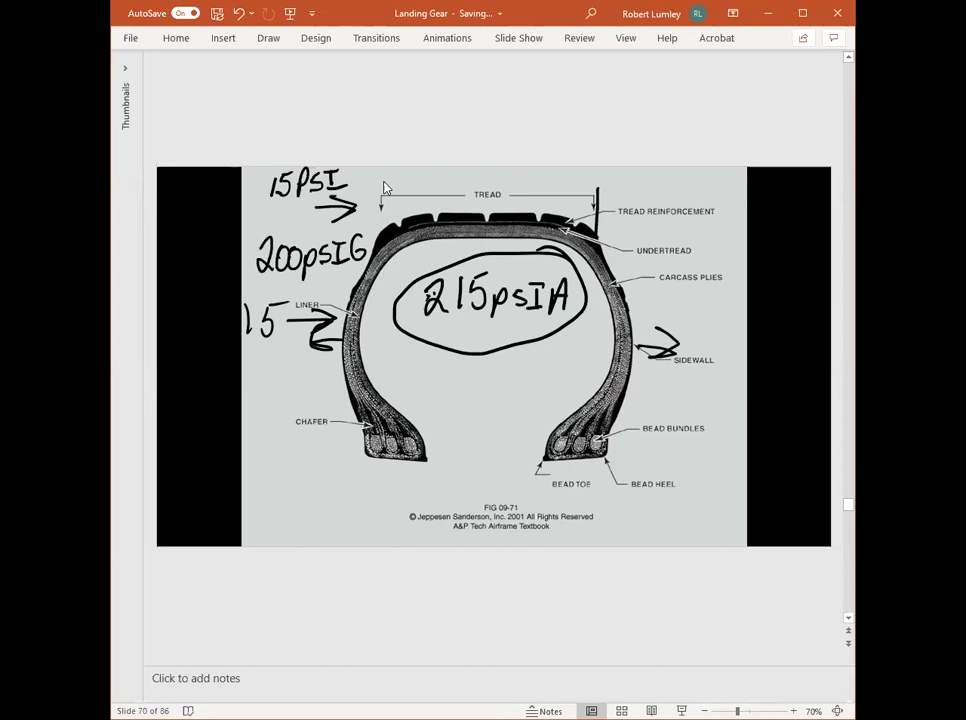 AutoSave On Landing Gear - Saving... Robert Lumley RL
File Home Insert Draw Design Transitions Animations Slide Show Review View Help Acrobat
Thumbnails
15 PSI
TREAD
TREAD REINFORCEMENT
200psIG
UNDERTREAD
CARCASS PLIES
215psIA
LINER
15
SIDEWALL
CHAFER
BEAD BUNDLES
BEAD TOE
BEAD HEEL
FIG 09-71
© Jeppesen Sanderson, Inc. 2001 All Rights Reserved
A&P Tech Airframe Textbook
Click to add notes
Slide 70 of 86 Notes 70%